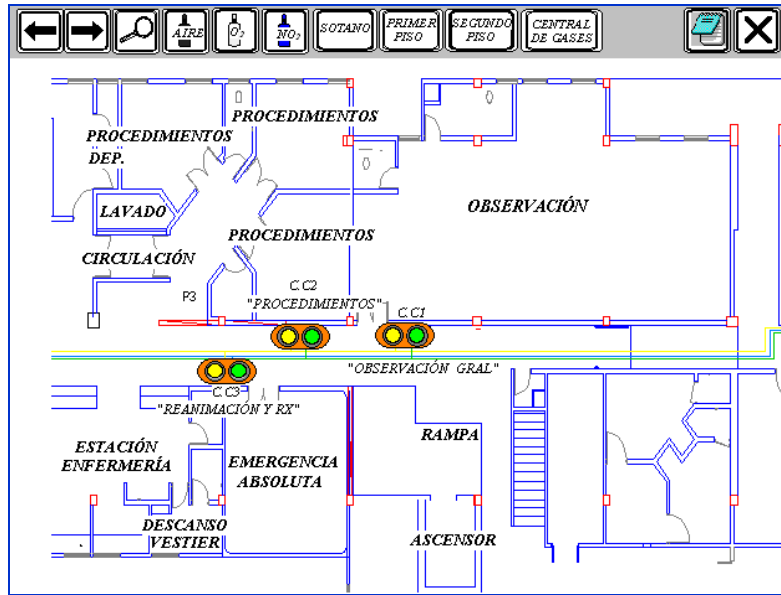 AIRE
O₂
NO₂
SOTANO
PRIMER
PISO
SEGUNDO
PISO
CENTRAL
DE GASES
PROCEDIMIENTOS
PROCEDIMIENTOS
DEP.
LAVADO
OBSERVACIÓN
PROCEDIMIENTOS
CIRCULACIÓN
P3
C.C2
"PROCEDIMIENTOS"
C.C1
"OBSERVACIÓN GRAL"
C.C3
"REANIMACIÓN Y RX"
ESTACIÓN
ENFERMERÍA
EMERGENCIA
ABSOLUTA
RAMPA
DESCANSO
VESTIER
ASCENSOR